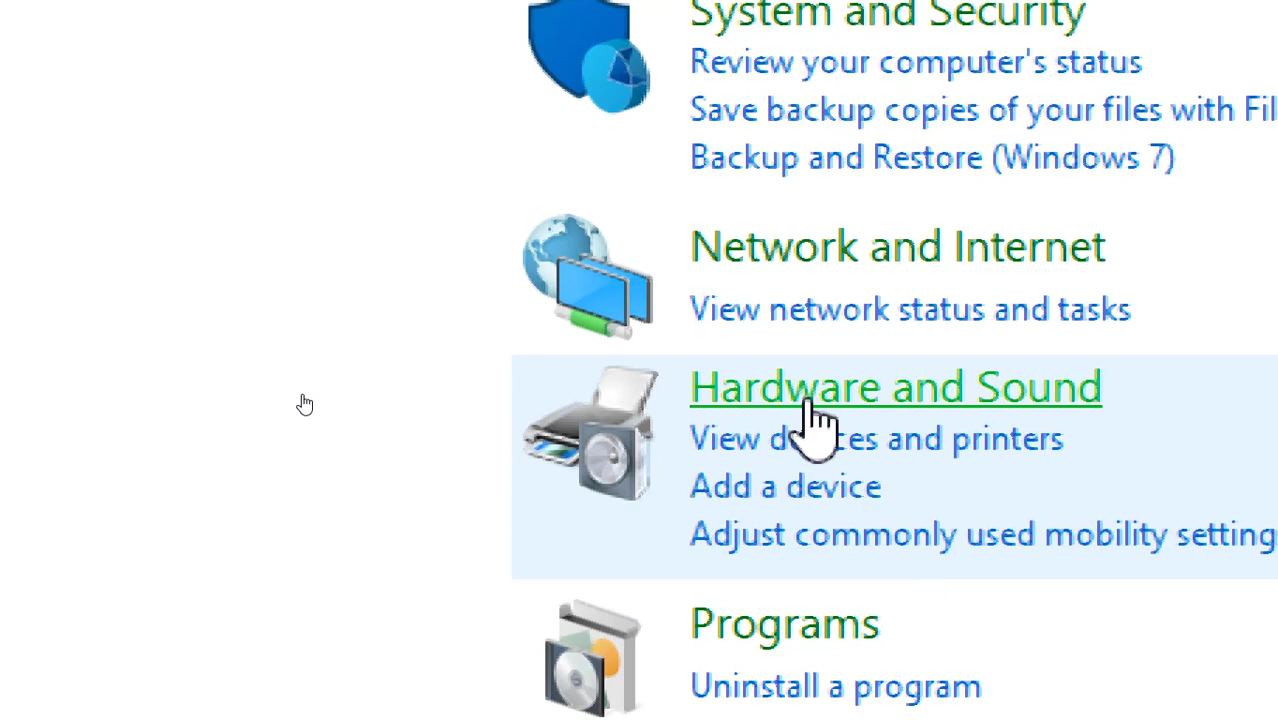 System and Security
Review your computer's status
Save backup copies of your files with Fil
Backup and Restore (Windows 7)
Network and Internet
View network status and tasks
Hardware and Sound
View devices and printers
Add a device
Adjust commonly used mobility setting
Programs
Uninstall a program